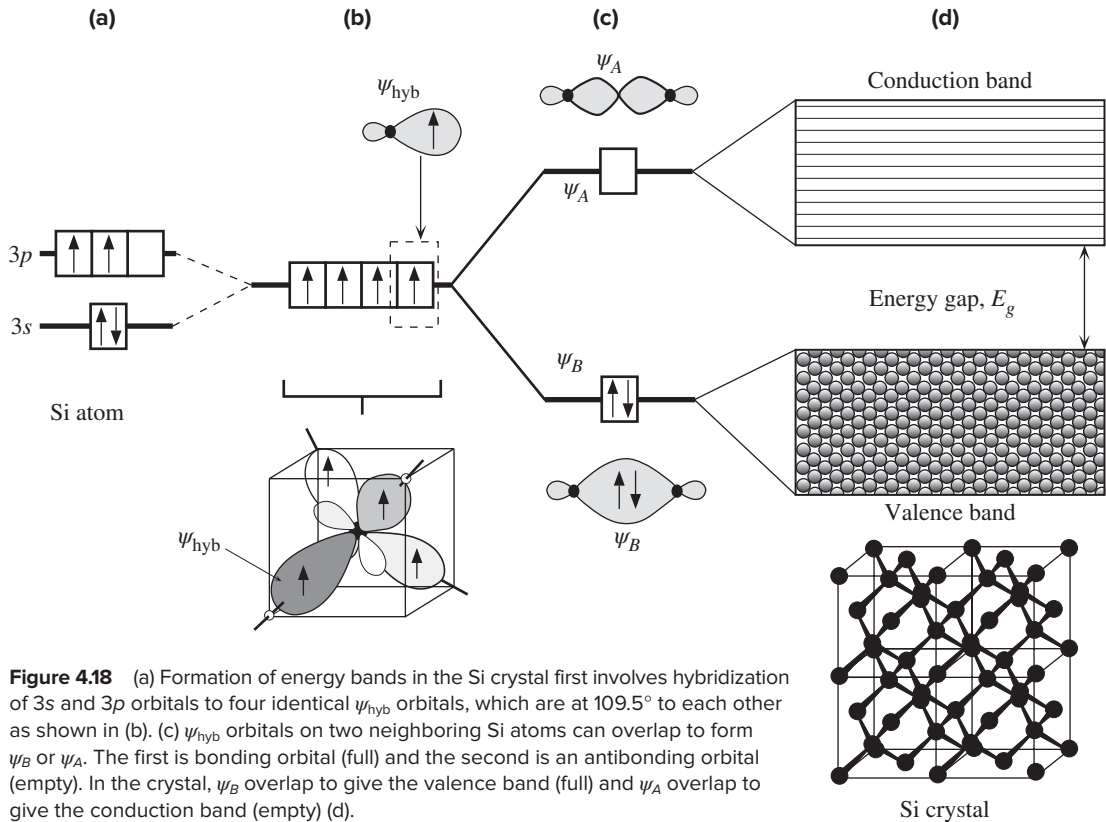 (a) (b) (c) (d)
ψA
Conduction band
ψhyb
ψA
3p
Energy gap, Eg
3s
ψB
Si atom
Valence band
ψB
ψhyb
Figure 4.18 (a) Formation of energy bands in the Si crystal first involves hybridization
of 3s and 3p orbitals to four identical ψhyb orbitals, which are at 109.5° to each other
as shown in (b). (c) ψhyb orbitals on two neighboring Si atoms can overlap to form
ψB or ψA. The first is bonding orbital (full) and the second is an antibonding orbital
(empty). In the crystal, ψB overlap to give the valence band (full) and ψA overlap to
give the conduction band (empty) (d).
Si crystal